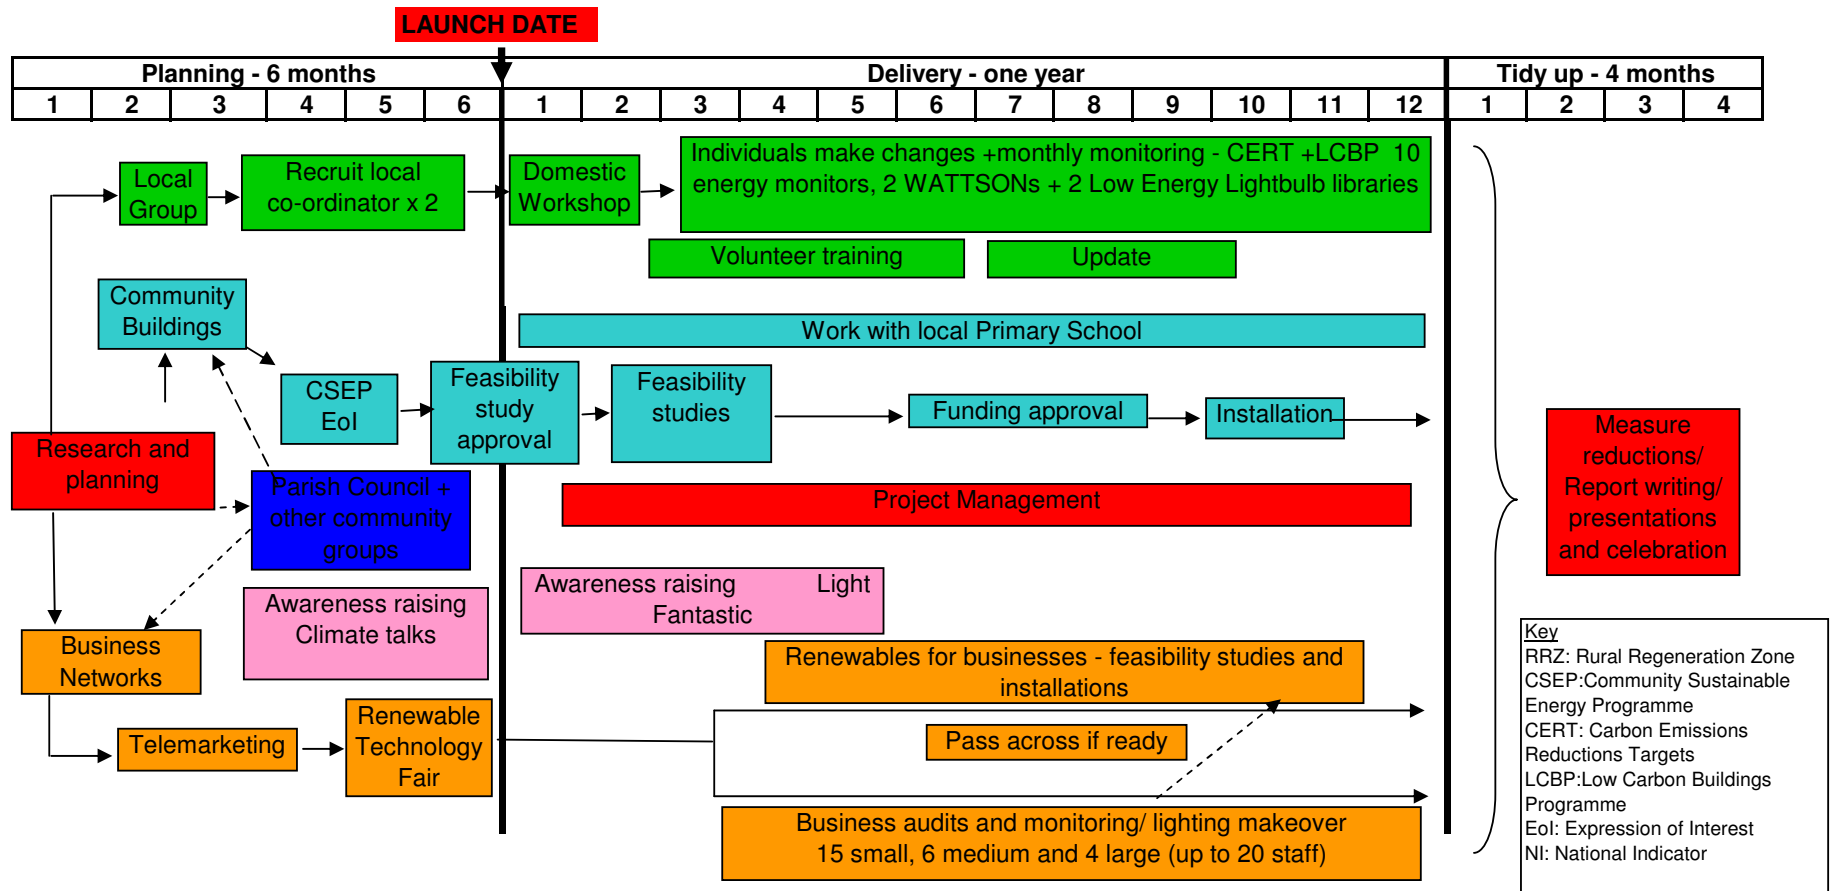 LAUNCH DATE
Planning - 6 months
Delivery - one year
Tidy up - 4 months
1 2 3 4 5 6 1 2 3 4 5 6 7 8 9 10 11 12 1 2 3 4
Local
Group
Recruit local
co-ordinator x 2
Domestic
Workshop
Individuals make changes +monthly monitoring - CERT +LCBP 10
energy monitors, 2 WATTSONs + 2 Low Energy Lightbulb libraries
Volunteer training
Update
Community
Buildings
Work with local Primary School
CSEP
EoI
Feasibility
study
approval
Feasibility
studies
Funding approval
Installation
Research and
planning
Parish Council +
other community
groups
Project Management
Measure
reductions/
Report writing/
presentations
and celebration
Awareness raising
Climate talks
Awareness raising Light
Fantastic
Business
Networks
Renewables for businesses - feasibility studies and
installations
Telemarketing
Renewable
Technology
Fair
Pass across if ready
Business audits and monitoring/ lighting makeover
15 small, 6 medium and 4 large (up to 20 staff)
Key
RRZ: Rural Regeneration Zone
CSEP:Community Sustainable
Energy Programme
CERT: Carbon Emissions
Reductions Targets
LCBP:Low Carbon Buildings
Programme
EoI: Expression of Interest
NI: National Indicator